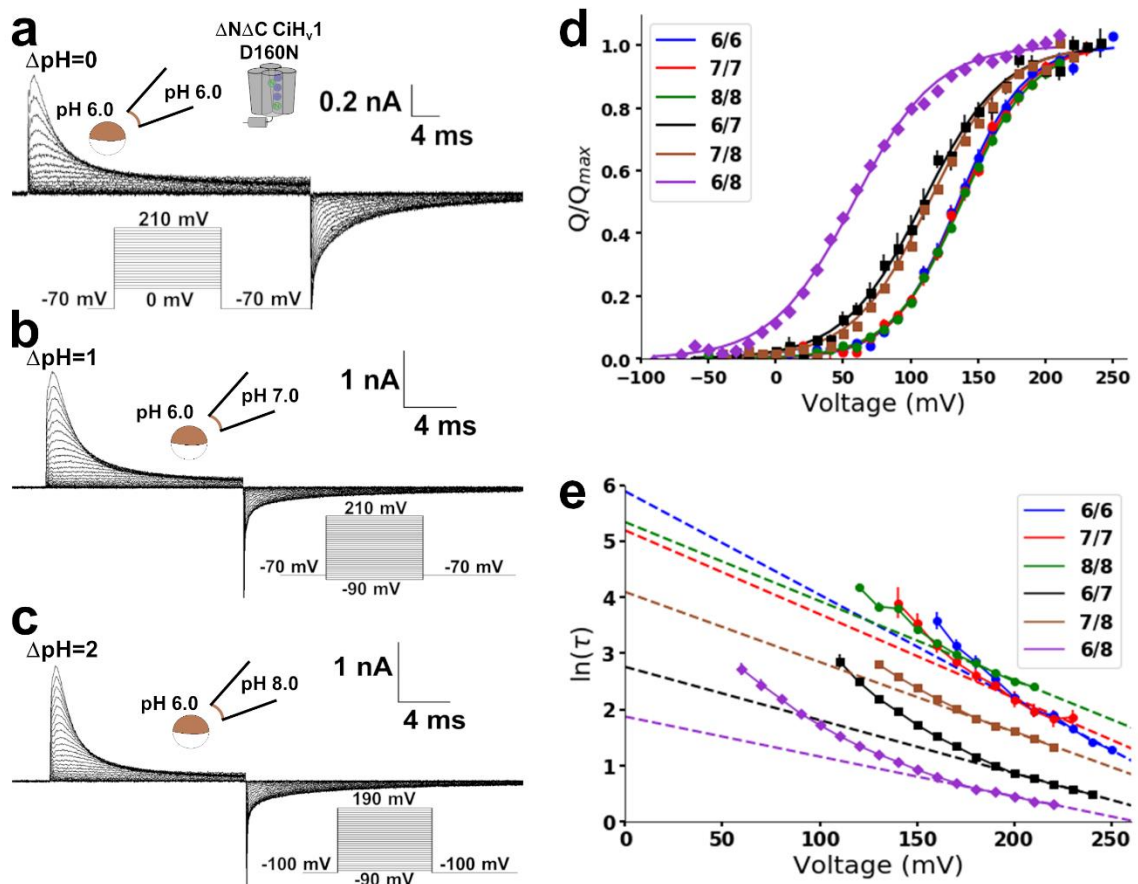 a
ΔNΔC CiHv1
D160N
ΔpH=0
pH 6.0
pH 6.0
0.2 nA
4 ms
210 mV
-70 mV
0 mV
-70 mV
b
ΔpH=1
pH 6.0
pH 7.0
1 nA
4 ms
210 mV
-70 mV
-70 mV
-90 mV
c
ΔpH=2
pH 6.0
pH 8.0
1 nA
4 ms
190 mV
-100 mV
-100 mV
-90 mV
d
6/6
7/7
8/8
6/7
7/8
6/8
Q/Qmax
1.0
0.8
0.6
0.4
0.2
0.0
−100 −50 0 50 100 150 200 250
Voltage (mV)
e
6/6
7/7
8/8
6/7
7/8
6/8
ln(τ)
6
5
4
3
2
1
0
0 50 100 150 200 250
Voltage (mV)